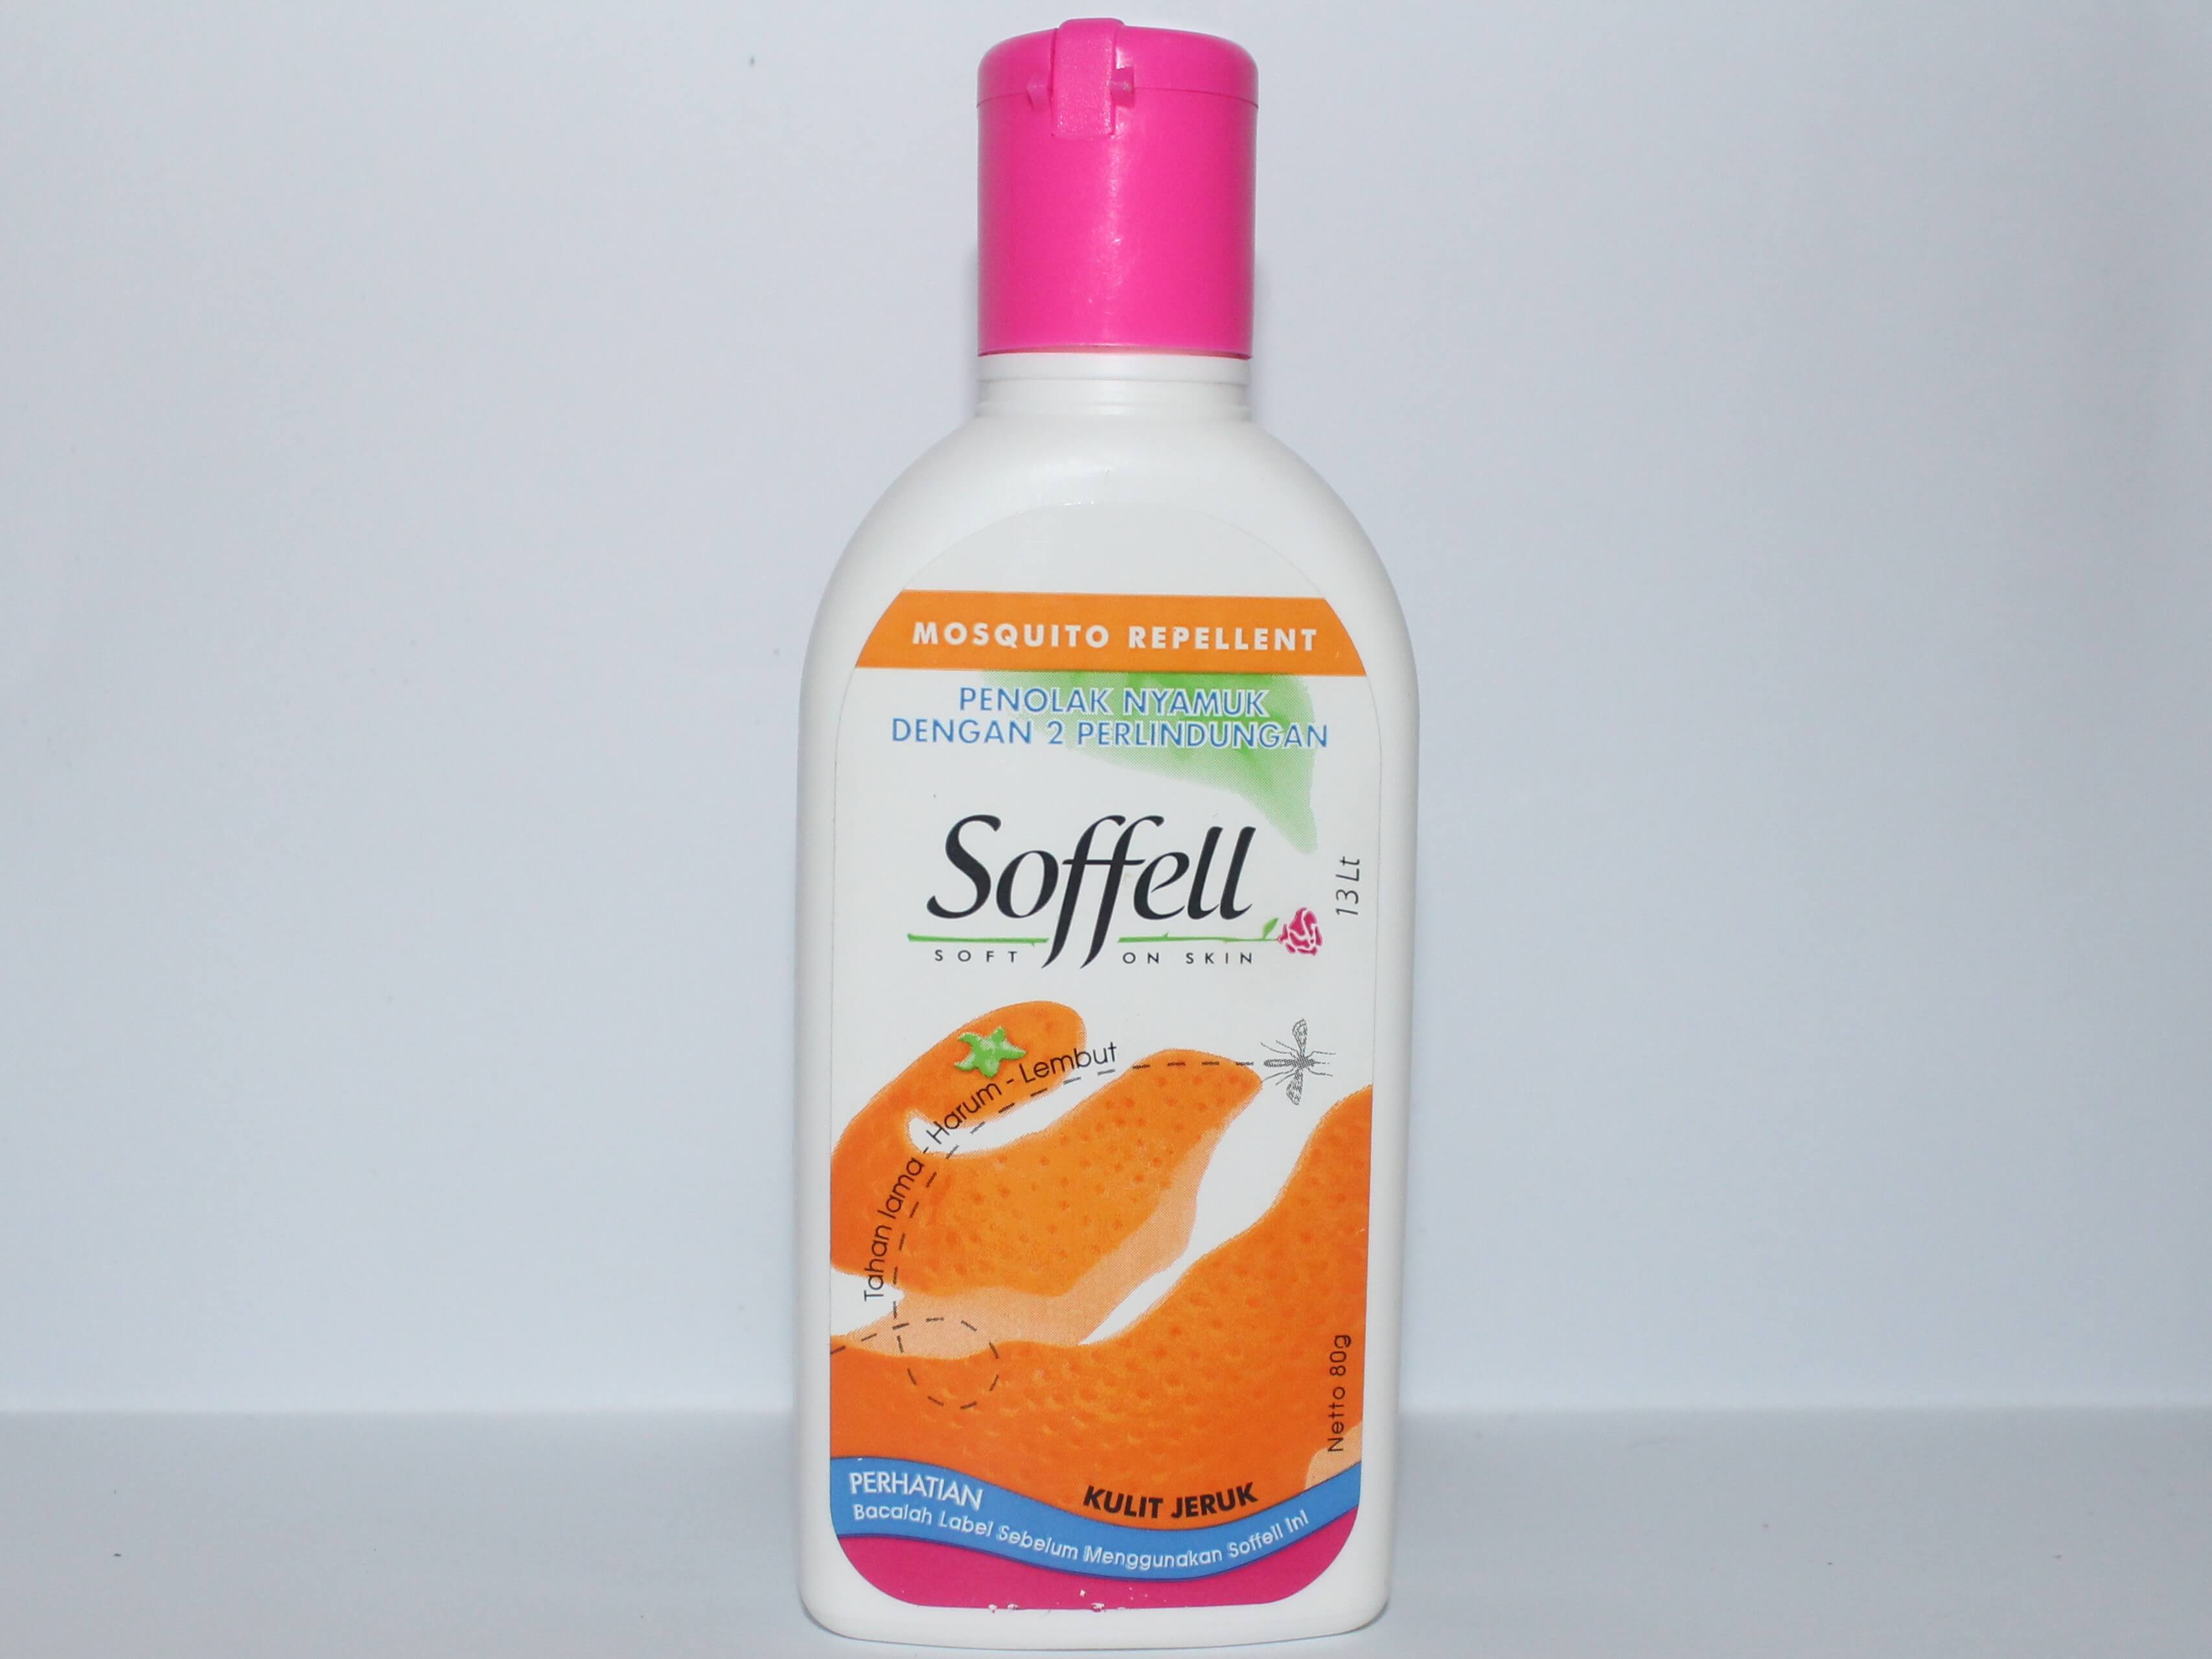 MOSQUITO REPELLENT
PENOLAK NYAMUK
DENGAN 2 PERLINDUNGAN
Soffell
SOFT ON SKIN
13 Lt
Tahan lama - Harum - Lembut
Netto 80g
KULIT JERUK
PERHATIAN
Bacalah Label Sebelum Menggunakan Soffell Ini